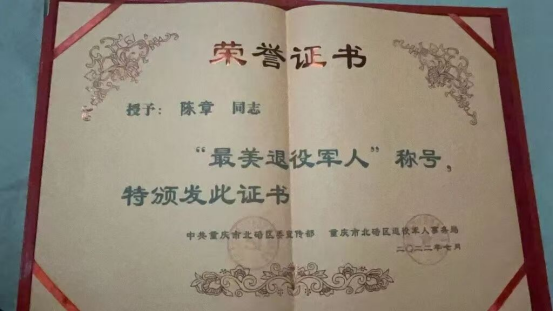 荣誉证书
授予： 陈章 同志
“最美退役军人”称号，
特颁发此证书
中共重庆市北碚区委宣传部 重庆市北碚区退役军人事务局
二〇二二年七月